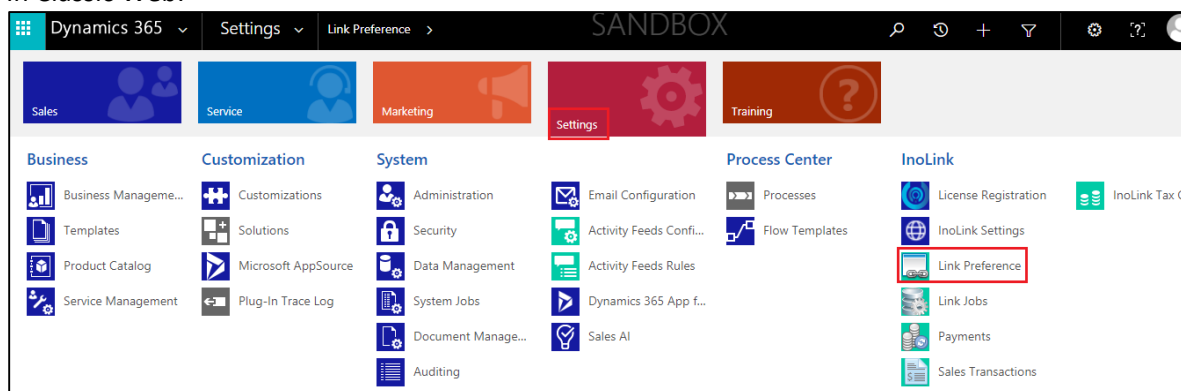 in Classic Web:
Dynamics 365 Settings Link Preference > SANDBOX
Sales Service Marketing Settings Training
Business Customization System Process Center InoLink
Business Manageme... Customizations Administration Email Configuration Processes License Registration InoLink Tax
Templates Solutions Security Activity Feeds Confi... Flow Templates InoLink Settings
Product Catalog Microsoft AppSource Data Management Activity Feeds Rules Link Preference
Service Management Plug-In Trace Log System Jobs Dynamics 365 App f... Link Jobs
Document Manage... Sales AI Payments
Auditing Sales Transactions